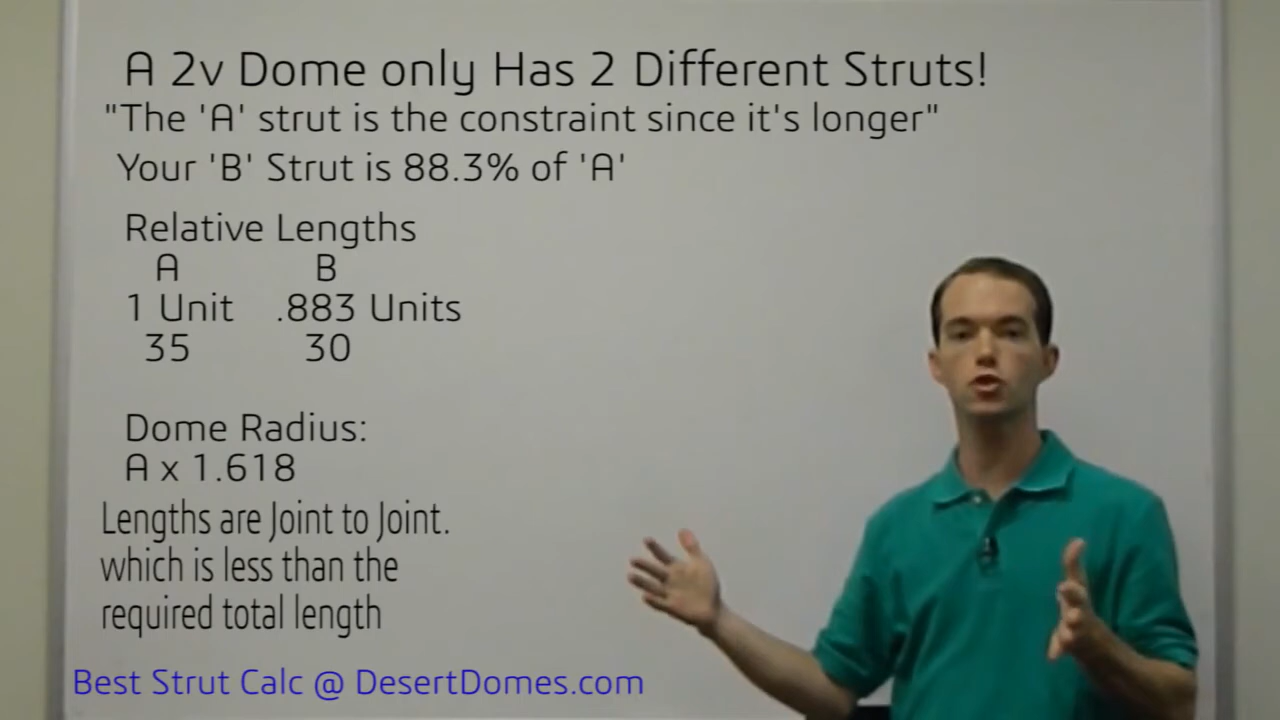 A 2v Dome only Has 2 Different Struts!
"The 'A' strut is the constraint since it's longer"
Your 'B' Strut is 88.3% of 'A'
Relative Lengths
A B
1 Unit .883 Units
35 30
Dome Radius:
A x 1.618
Lengths are Joint to Joint.
which is less than the
required total length
Best Strut Calc @ DesertDomes.com